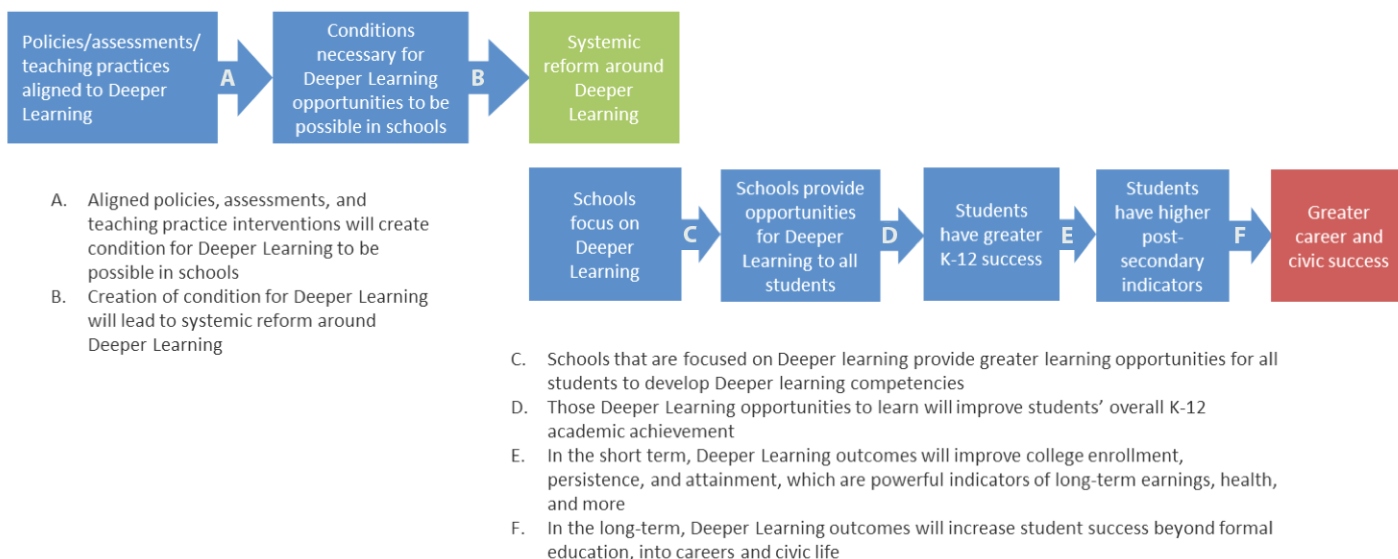 Policies/assessments/
teaching practices
aligned to Deeper
Learning
A
Conditions
necessary for
Deeper Learning
opportunities to be
possible in schools
B
Systemic
reform around
Deeper
Learning
A. Aligned policies, assessments, and
teaching practice interventions will create
condition for Deeper Learning to be
possible in schools
B. Creation of condition for Deeper Learning
will lead to systemic reform around
Deeper Learning
Schools
focus on
Deeper
Learning
C
Schools provide
opportunities
for Deeper
Learning to all
students
D
Students
have greater
K-12 success
E
Students
have higher
post-
secondary
indicators
F
Greater
career and
civic success
C. Schools that are focused on Deeper learning provide greater learning opportunities for all
students to develop Deeper learning competencies
D. Those Deeper Learning opportunities to learn will improve students’ overall K-12
academic achievement
E. In the short term, Deeper Learning outcomes will improve college enrollment,
persistence, and attainment, which are powerful indicators of long-term earnings, health,
and more
F. In the long-term, Deeper Learning outcomes will increase student success beyond formal
education, into careers and civic life